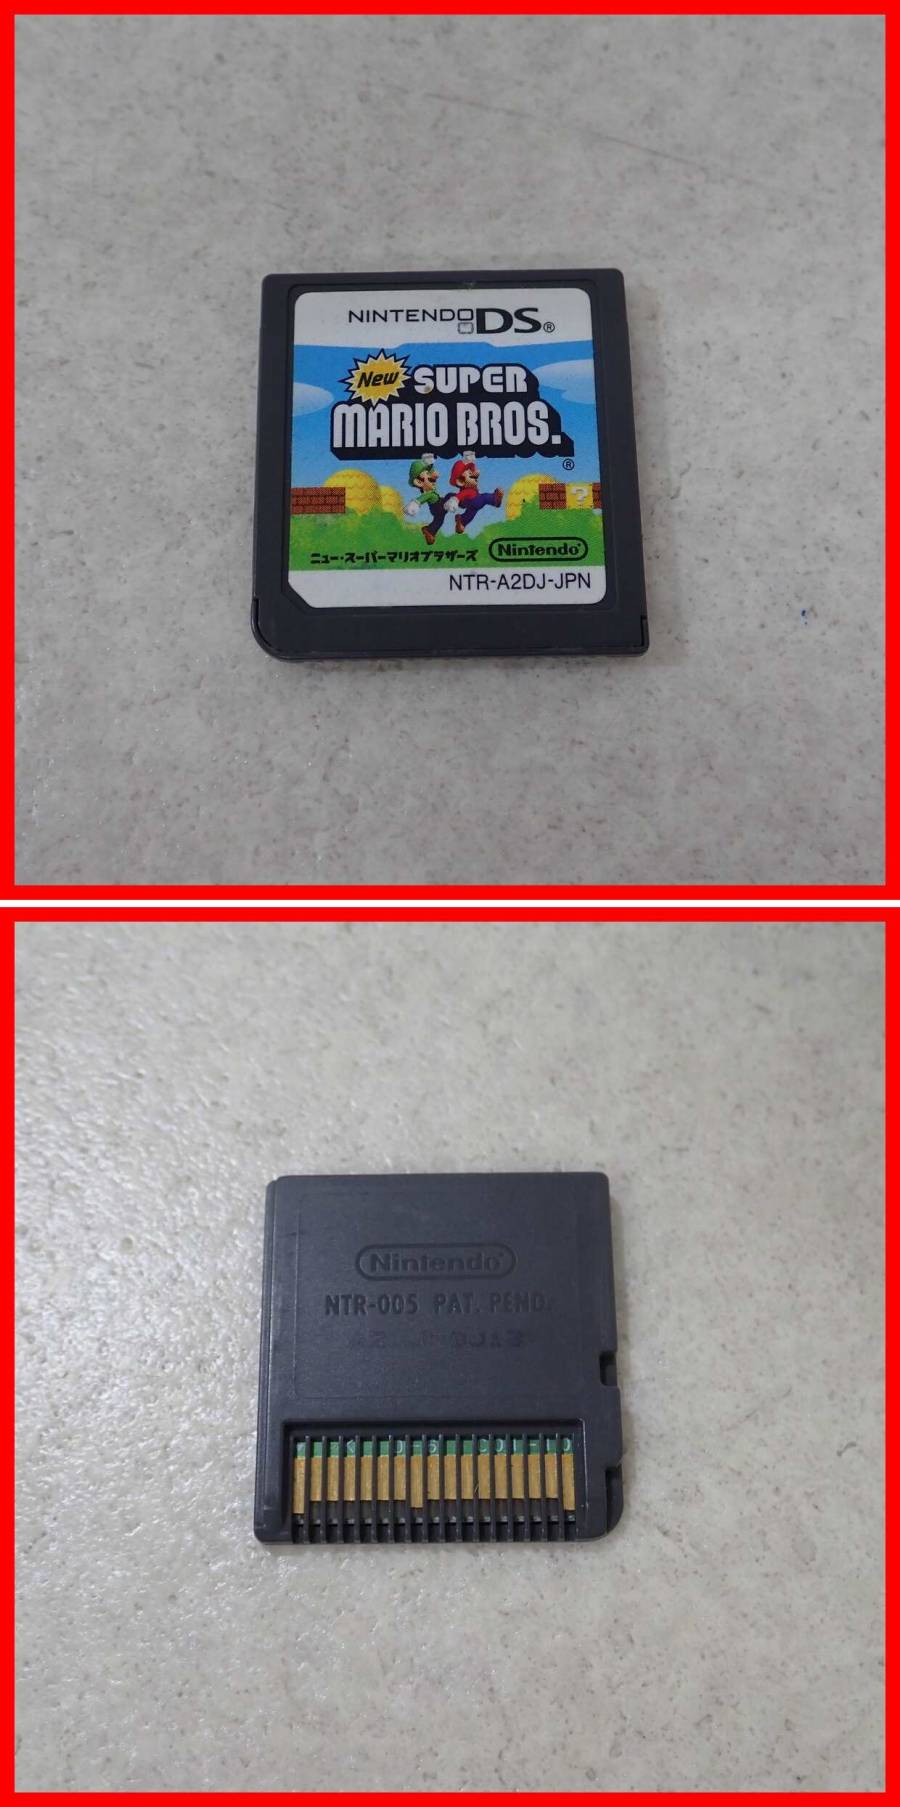 NINTENDO DS®
New SUPER
MARIO BROS.
®
?
ニュー・スーパーマリオブラザーズ Nintendo®
NTR-A2DJ-JPN
Nintendo®
NTR-005 PAT. PEND.